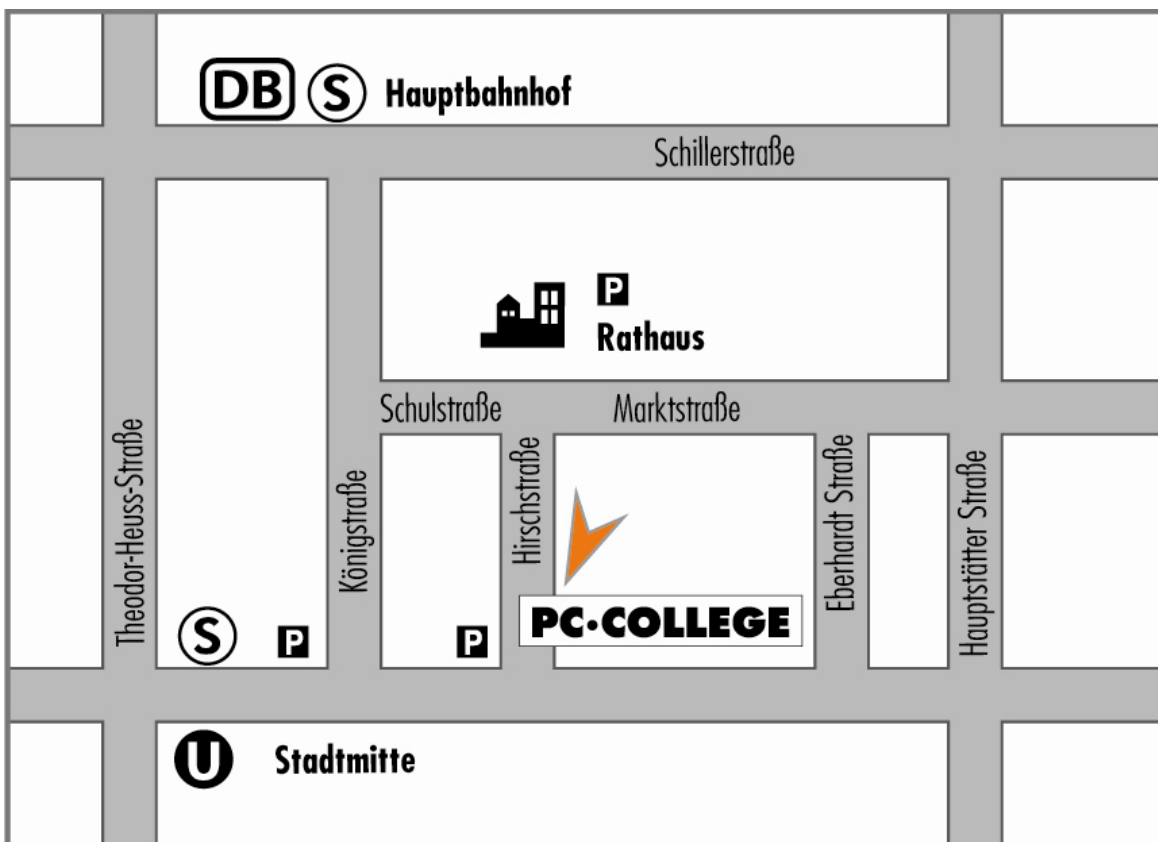 DB S Hauptbahnhof
Schillerstraße
P
Rathaus
Schulstraße
Marktstraße
Theodor-Heuss-Straße
Königstraße
Hirschstraße
Eberhardt Straße
Hauptstätter Straße
PC•COLLEGE
S
P
P
U Stadtmitte